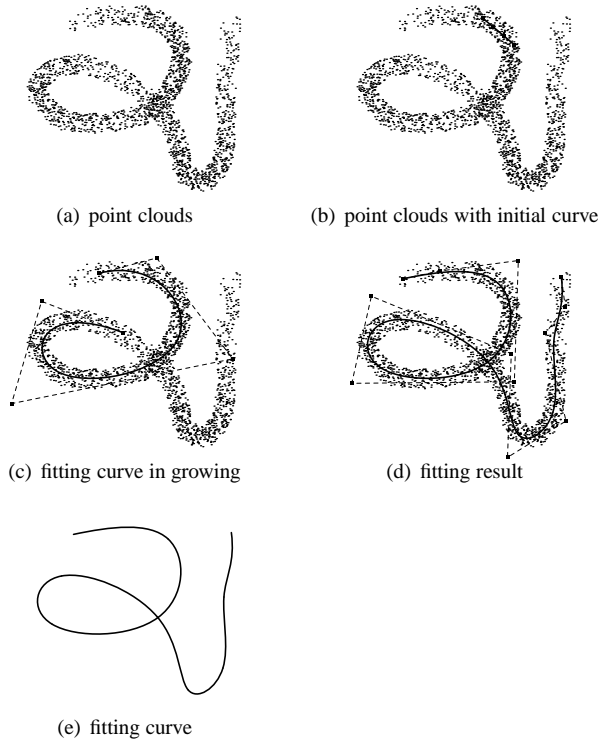 (a) point clouds
(b) point clouds with initial curve
(c) fitting curve in growing
(d) fitting result
(e) fitting curve